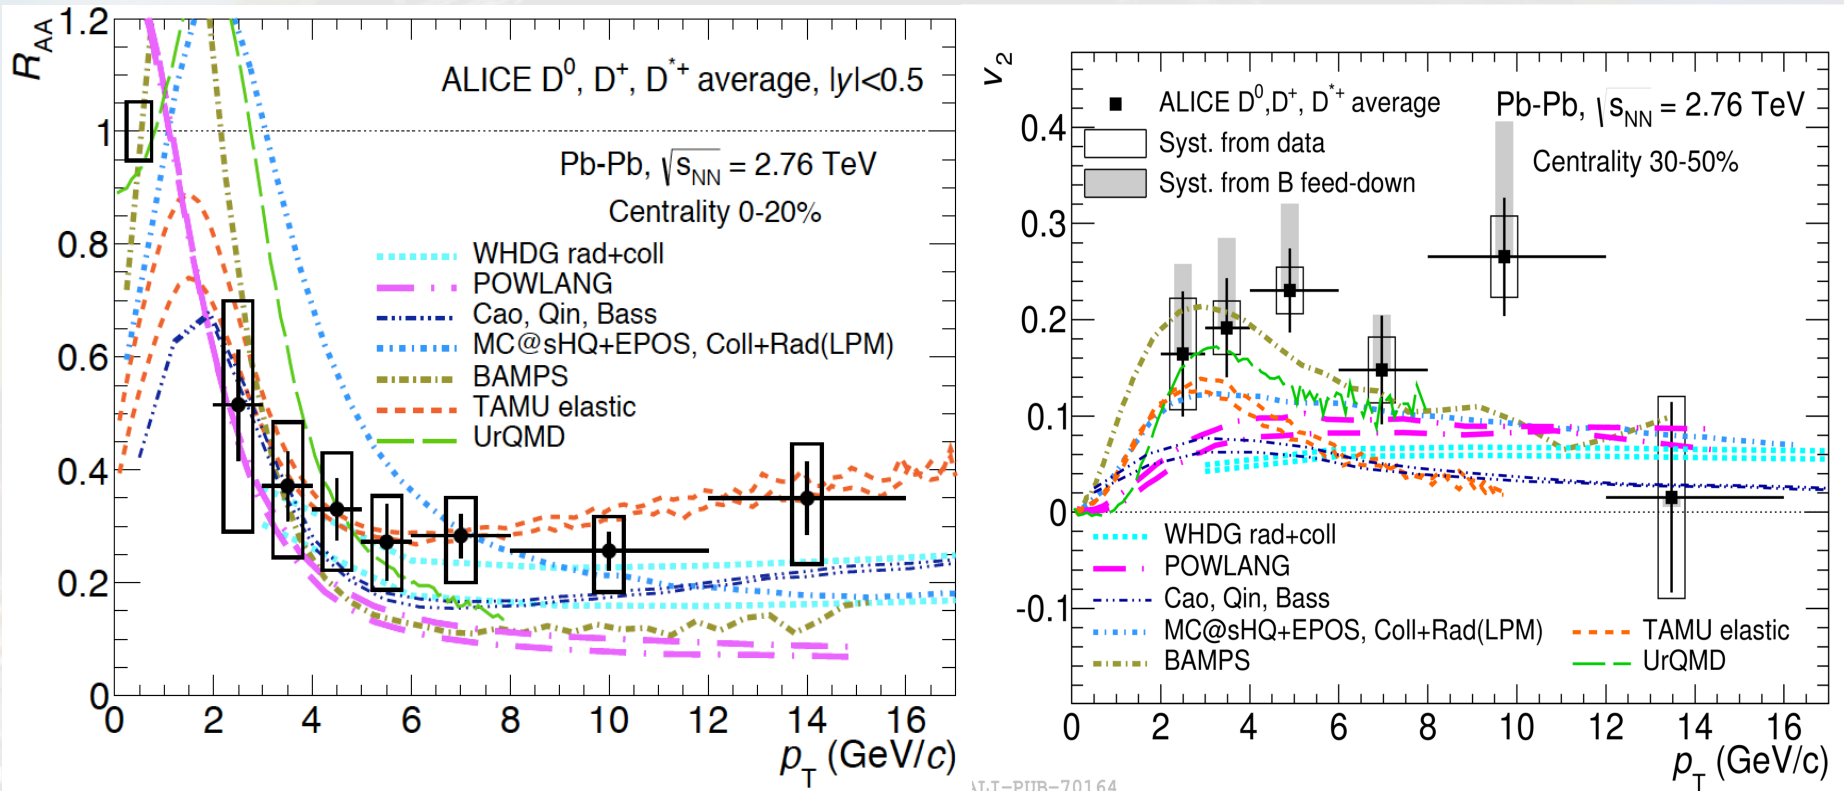 R_AA
1.2
1
0.8
0.6
0.4
0.2
0
ALICE D⁰, D⁺, D*⁺ average, |y|<0.5
Pb-Pb, √s_NN = 2.76 TeV
Centrality 0-20%
WHDG rad+coll
POWLANG
Cao, Qin, Bass
MC@sHQ+EPOS, Coll+Rad(LPM)
BAMPS
TAMU elastic
UrQMD
0 2 4 6 8 10 12 14 16
p_T (GeV/c)
v_2
0.4
0.3
0.2
0.1
0
-0.1
ALICE D⁰,D⁺, D*⁺ average
Syst. from data
Syst. from B feed-down
Pb-Pb, √s_NN = 2.76 TeV
Centrality 30-50%
WHDG rad+coll
POWLANG
Cao, Qin, Bass
MC@sHQ+EPOS, Coll+Rad(LPM)
BAMPS
TAMU elastic
UrQMD
0 2 4 6 8 10 12 14 16
p_T (GeV/c)
ALI-PUB-70164